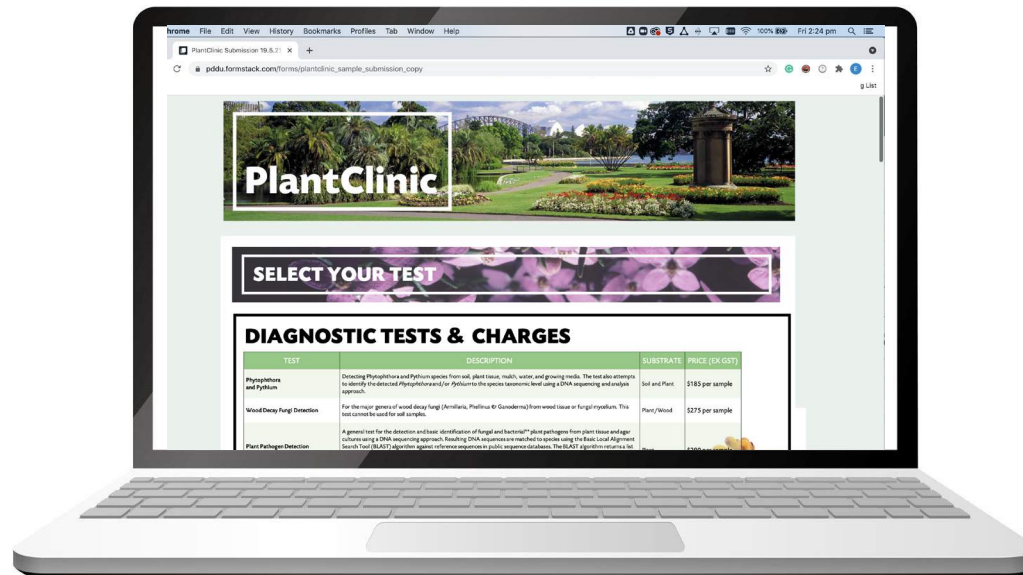 hrome File Edit View History Bookmarks Profiles Tab Window Help 100% Fri 2:24 pm
PlantClinic Submission 19.5.21
pddu.formstack.com/forms/plantclinic_sample_submission_copy
g List
PlantClinic
SELECT YOUR TEST
DIAGNOSTIC TESTS & CHARGES
TEST DESCRIPTION SUBSTRATE PRICE (EX GST)
Detecting Phytophthora and Pythium species from soil, plant tissue, mulch, water, and growing media. The test also attempts
Phytophthora and Pythium to identify the detected Phytophthora and/or Pythium to the species taxonomic level using a DNA sequencing and analysis Soil and Plant $185 per sample
approach.
For the major genera of wood decay fungi (Armillaria, Phellinus & Ganoderma) from wood tissue or fungal mycelium. This
Wood Decay Fungi Detection Plant/Wood $275 per sample
test cannot be used for soil samples.
A general test for the detection and basic identification of fungal and bacterial** plant pathogens from plant tissue and agar
cultures using a DNA sequencing approach. Resulting DNA sequences are matched to species using the Basic Local Alignment
Plant Pathogen Detection Search Tool (BLAST) algorithm against reference sequences in public sequence databases. The BLAST algorithm returns a list